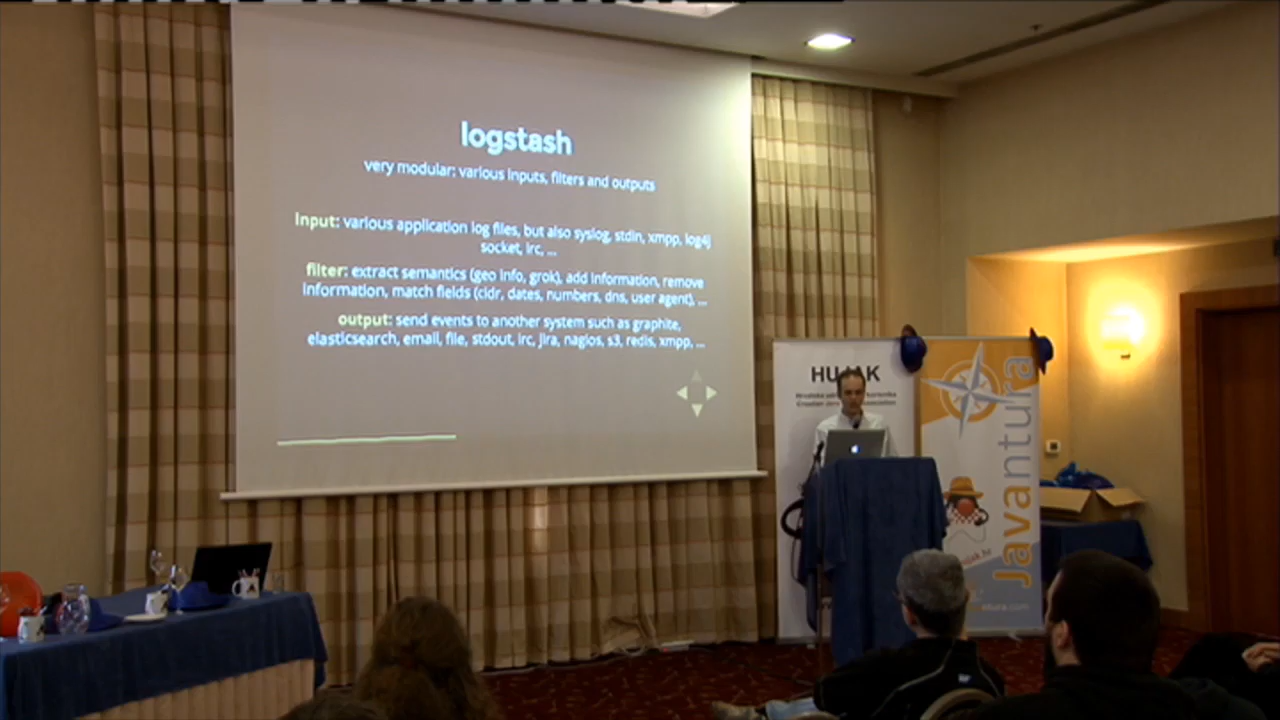 logstash
very modular: various inputs, filters and outputs
input: various application log files, but also syslog, stdin, xmpp, log4j
socket, irc, ...
filter: extract semantics (geo info, grok), add information, remove
information, match fields (cidr, dates, numbers, dns, user agent), ...
output: send events to another system such as graphite,
elasticsearch, email, file, stdout, irc, jira, nagios, s3, redis, xmpp, ...
HUJAK
Javantura